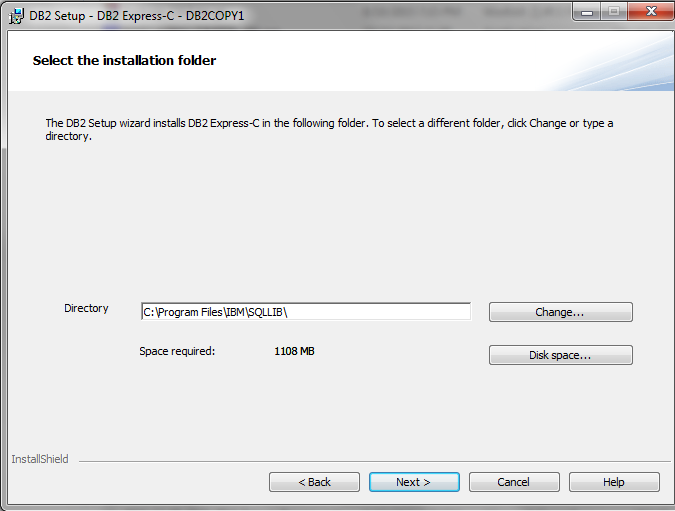 DB2 Setup - DB2 Express-C - DB2COPY1
Select the installation folder
The DB2 Setup wizard installs DB2 Express-C in the following folder. To select a different folder, click Change or type a
directory.
Directory
C:\Program Files\IBM\SQLLIB\
Change...
Space required:
1108 MB
Disk space...
InstallShield
< Back
Next >
Cancel
Help